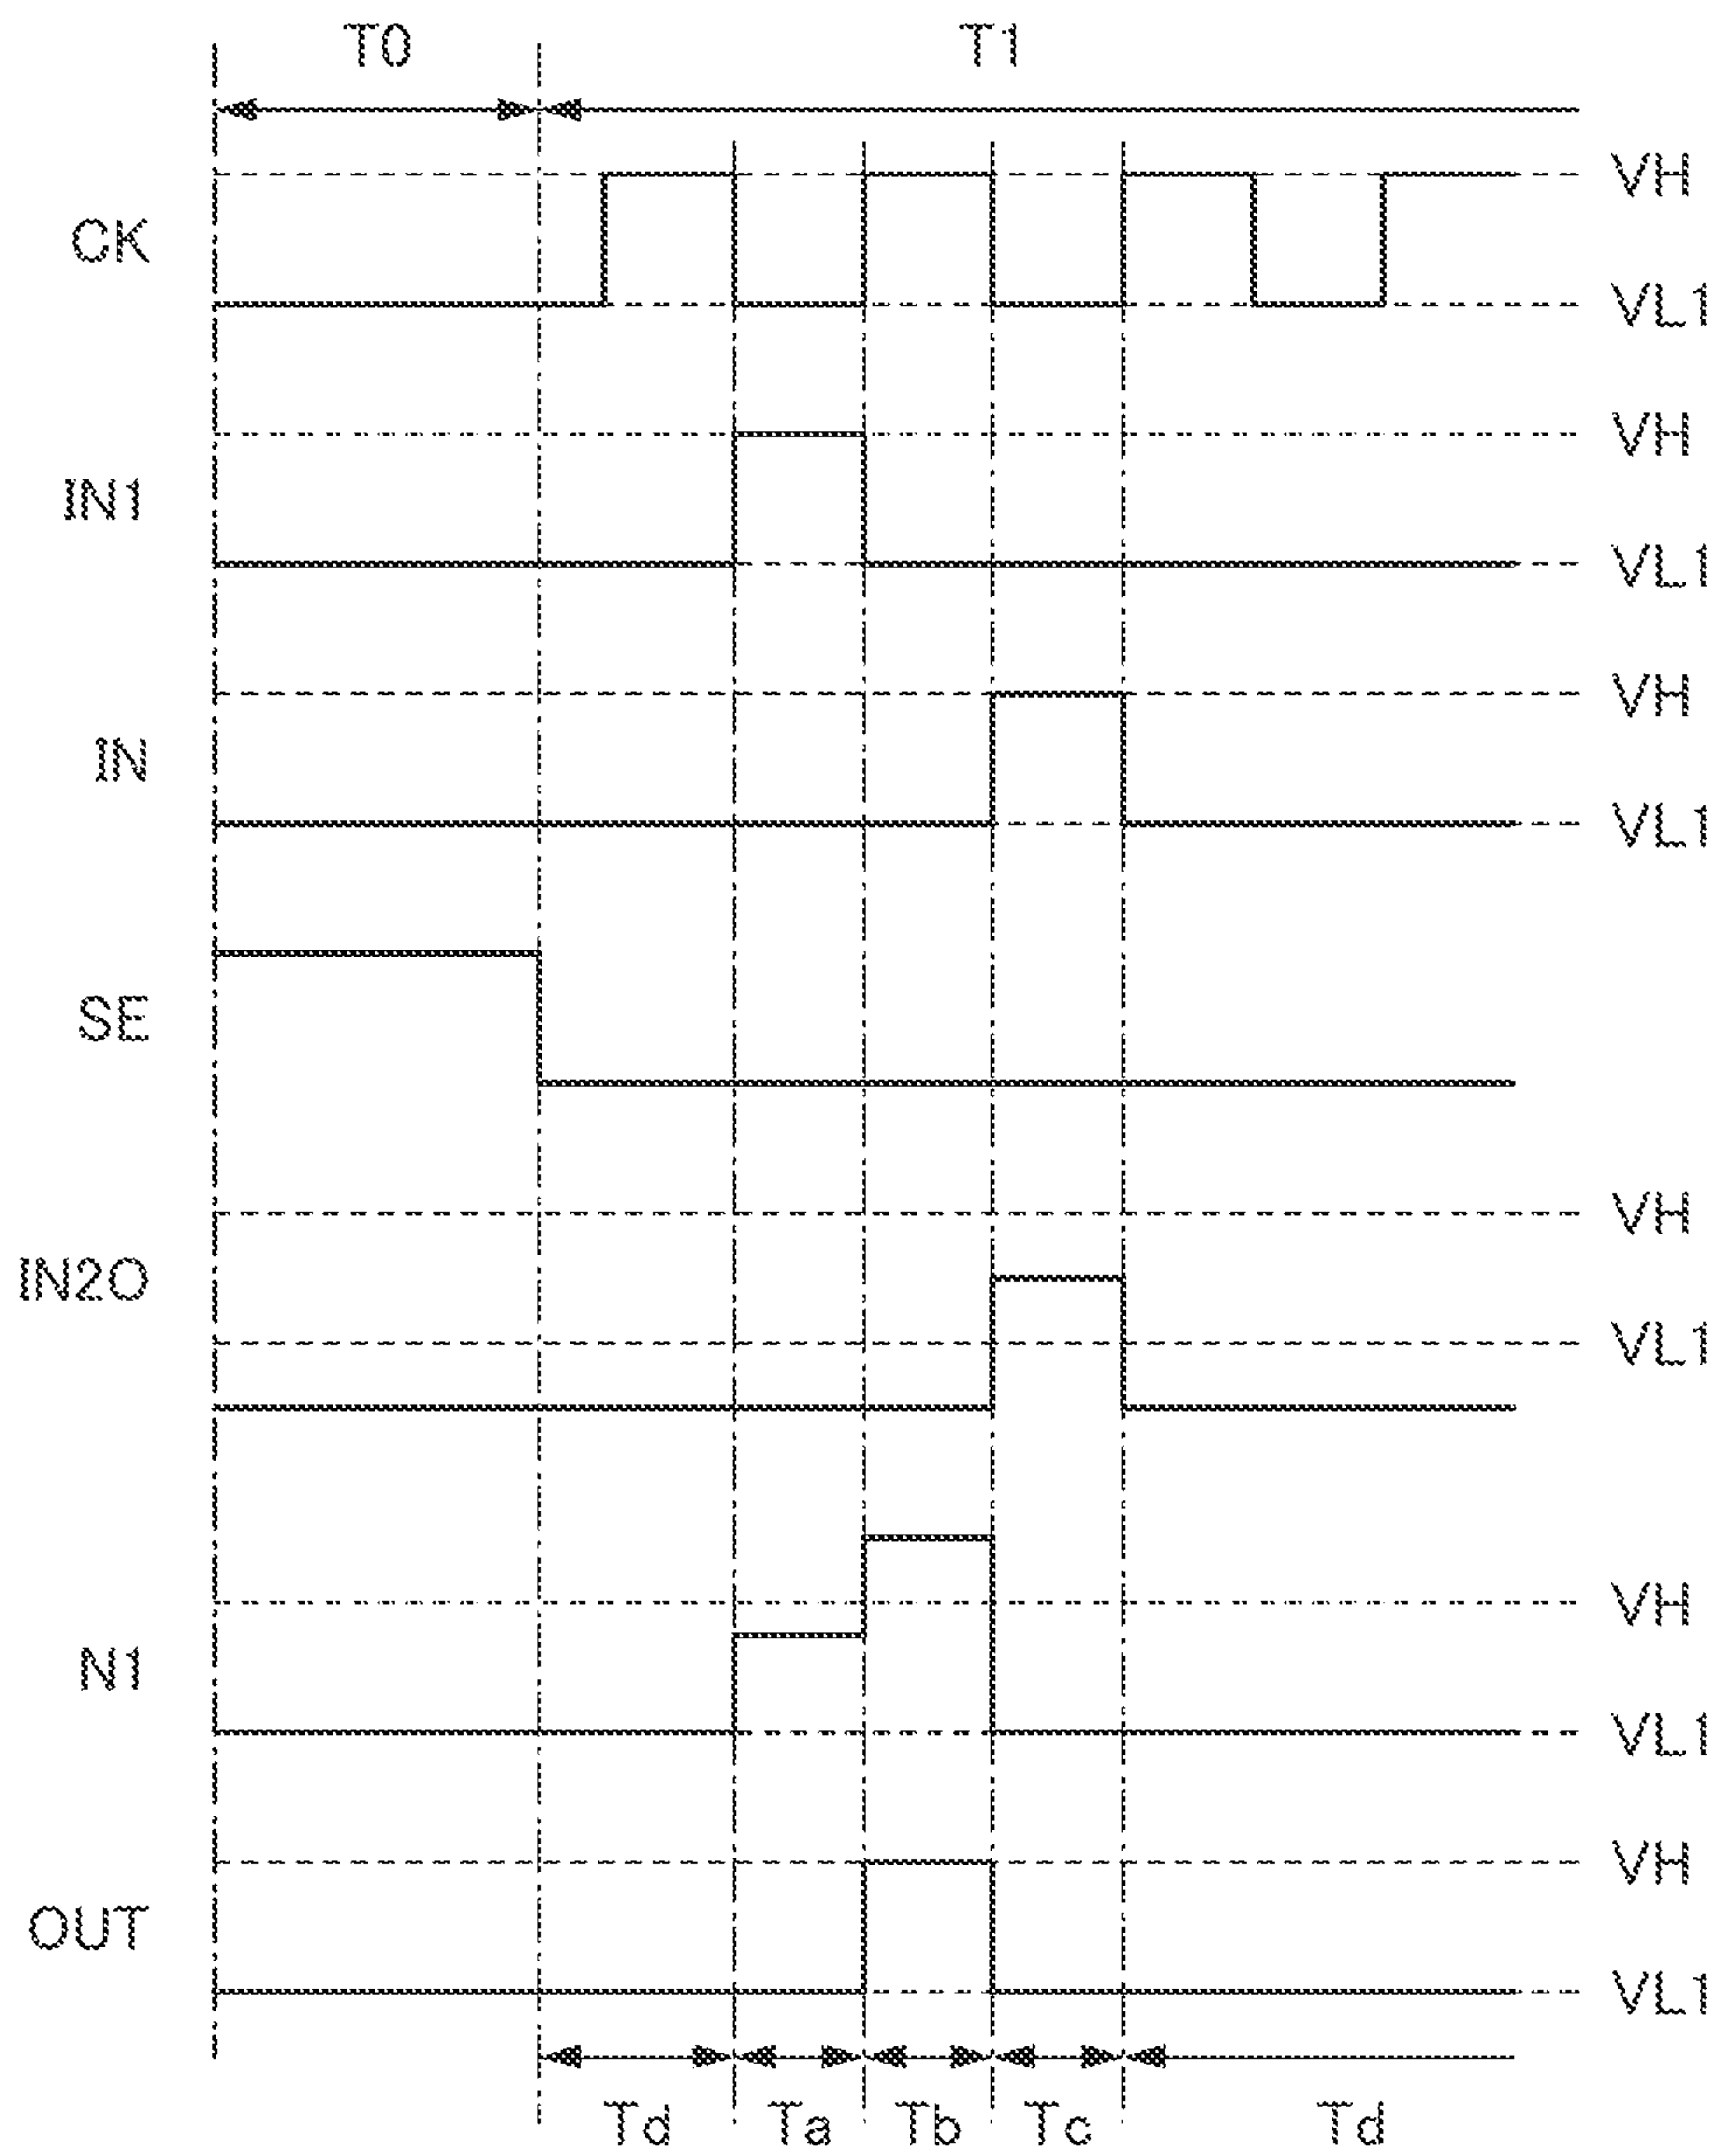 T0 T1
VH
CK
VL1
VH
IN1
VL1
VH
IN
VL1
SE
VH
IN2O
VL1
VH
N1
VL1
VH
OUT
VL1
Td Ta Tb Tc Td